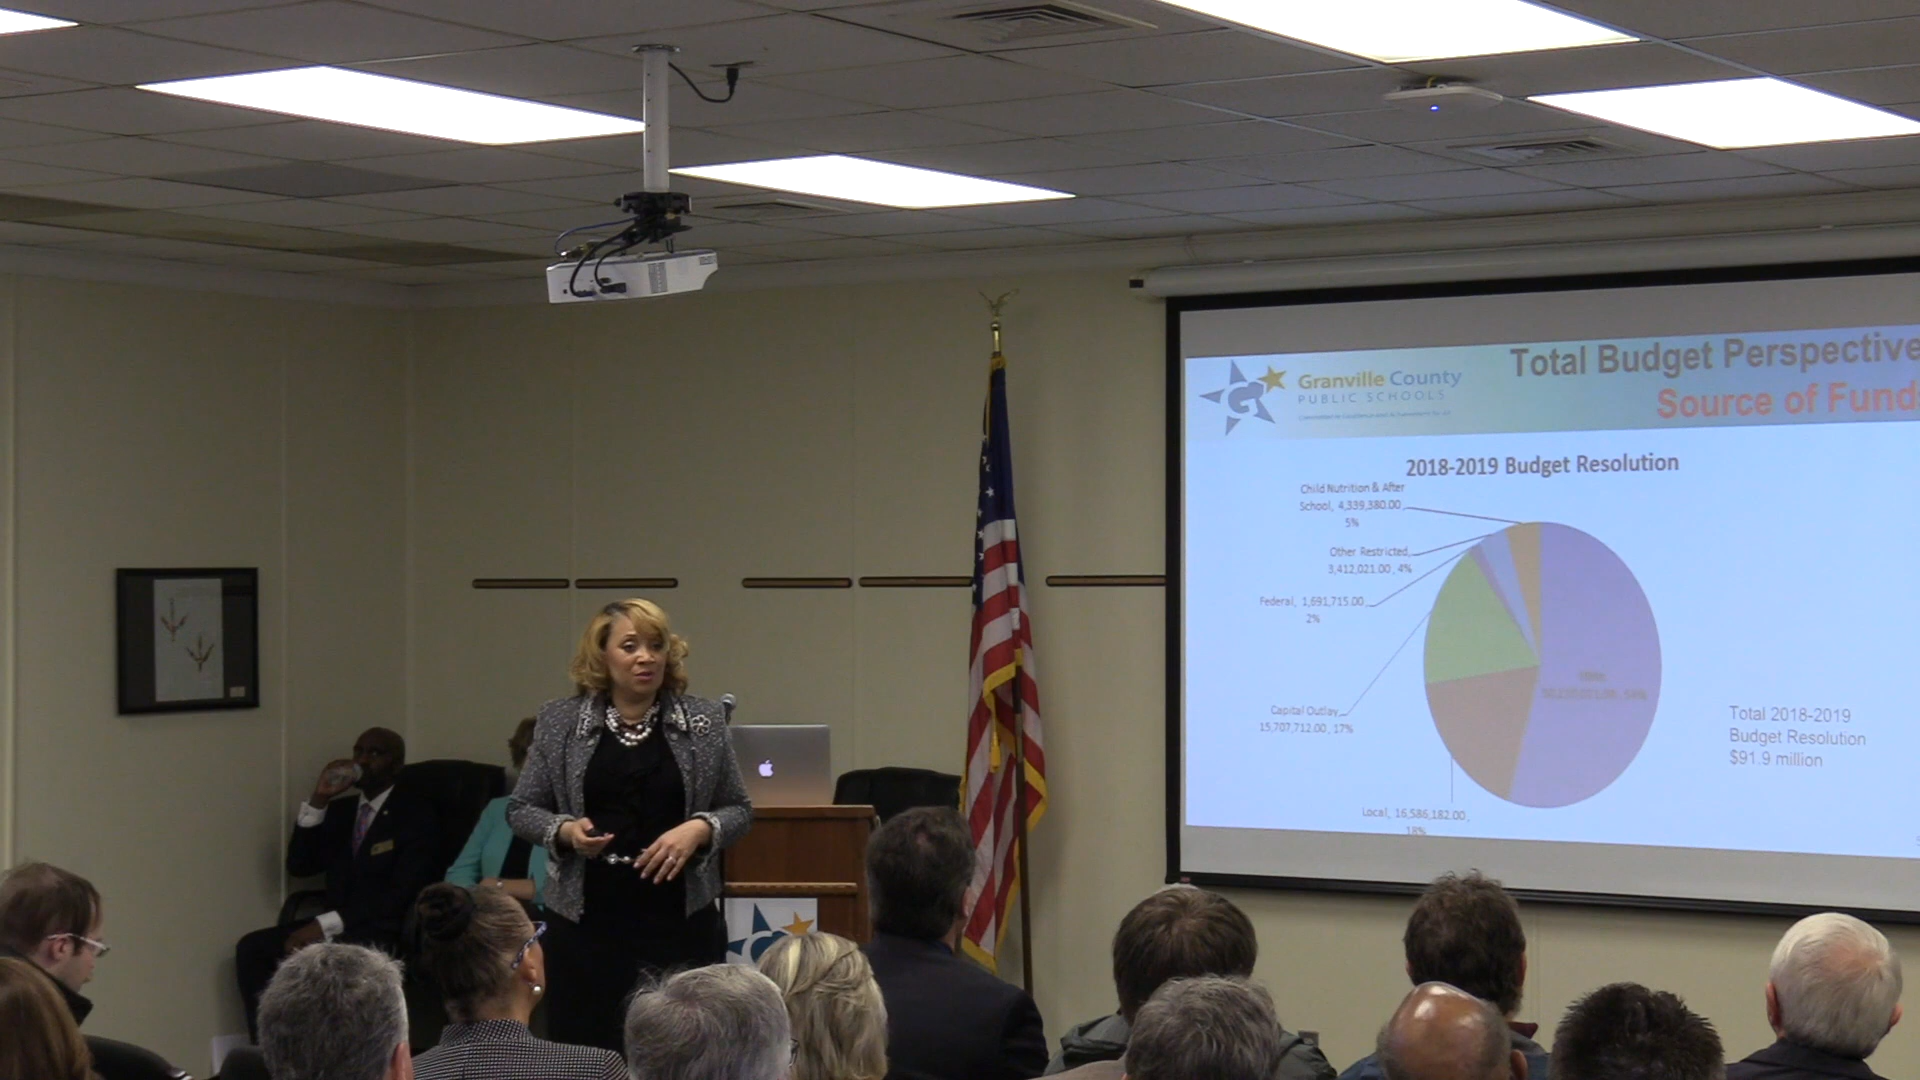 Granville County
PUBLIC SCHOOLS
Total Budget Perspective
Source of Fund
2018-2019 Budget Resolution
Child Nutrition & After
School, 4,339,380.00,
5%
Other Restricted,
3,412,021.00, 4%
Federal, 1,691,715.00,
2%
Capital Outlay,
15,707,712.00, 17%
Local, 16,586,182.00,
18%
Total 2018-2019
Budget Resolution
$91.9 million